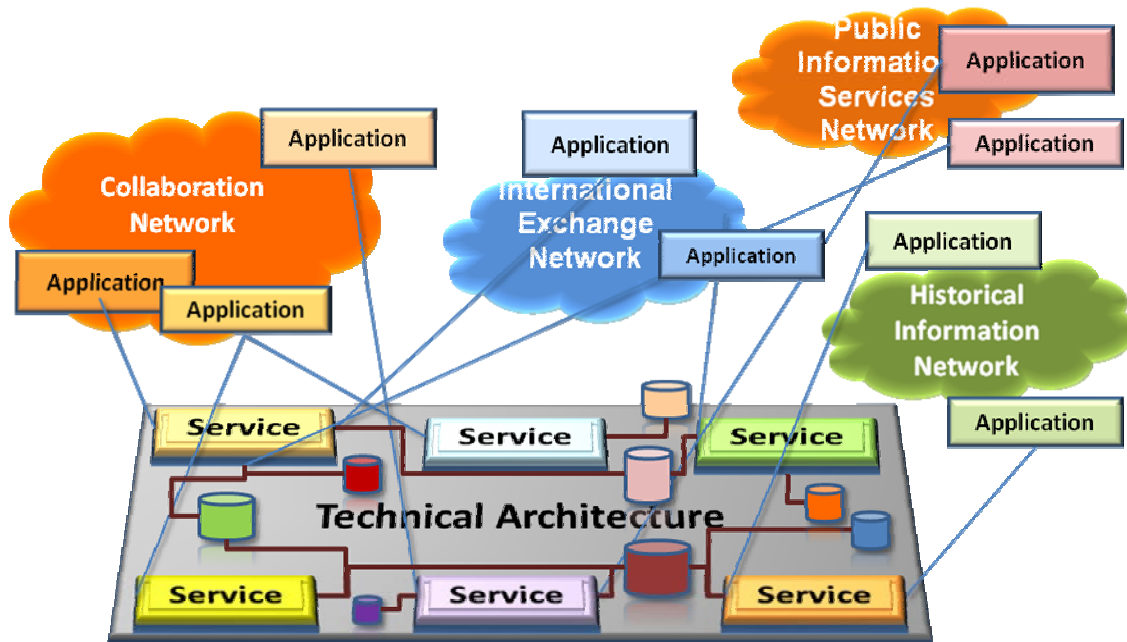 Public
Informatio
Services
Network
Application
Application
Application
Application
Collaboration
Network
International
Exchange
Network
Application
Application
Application
Application
Historical
Information
Network
Application
Service
Service
Service
Technical Architecture
Service
Service
Service